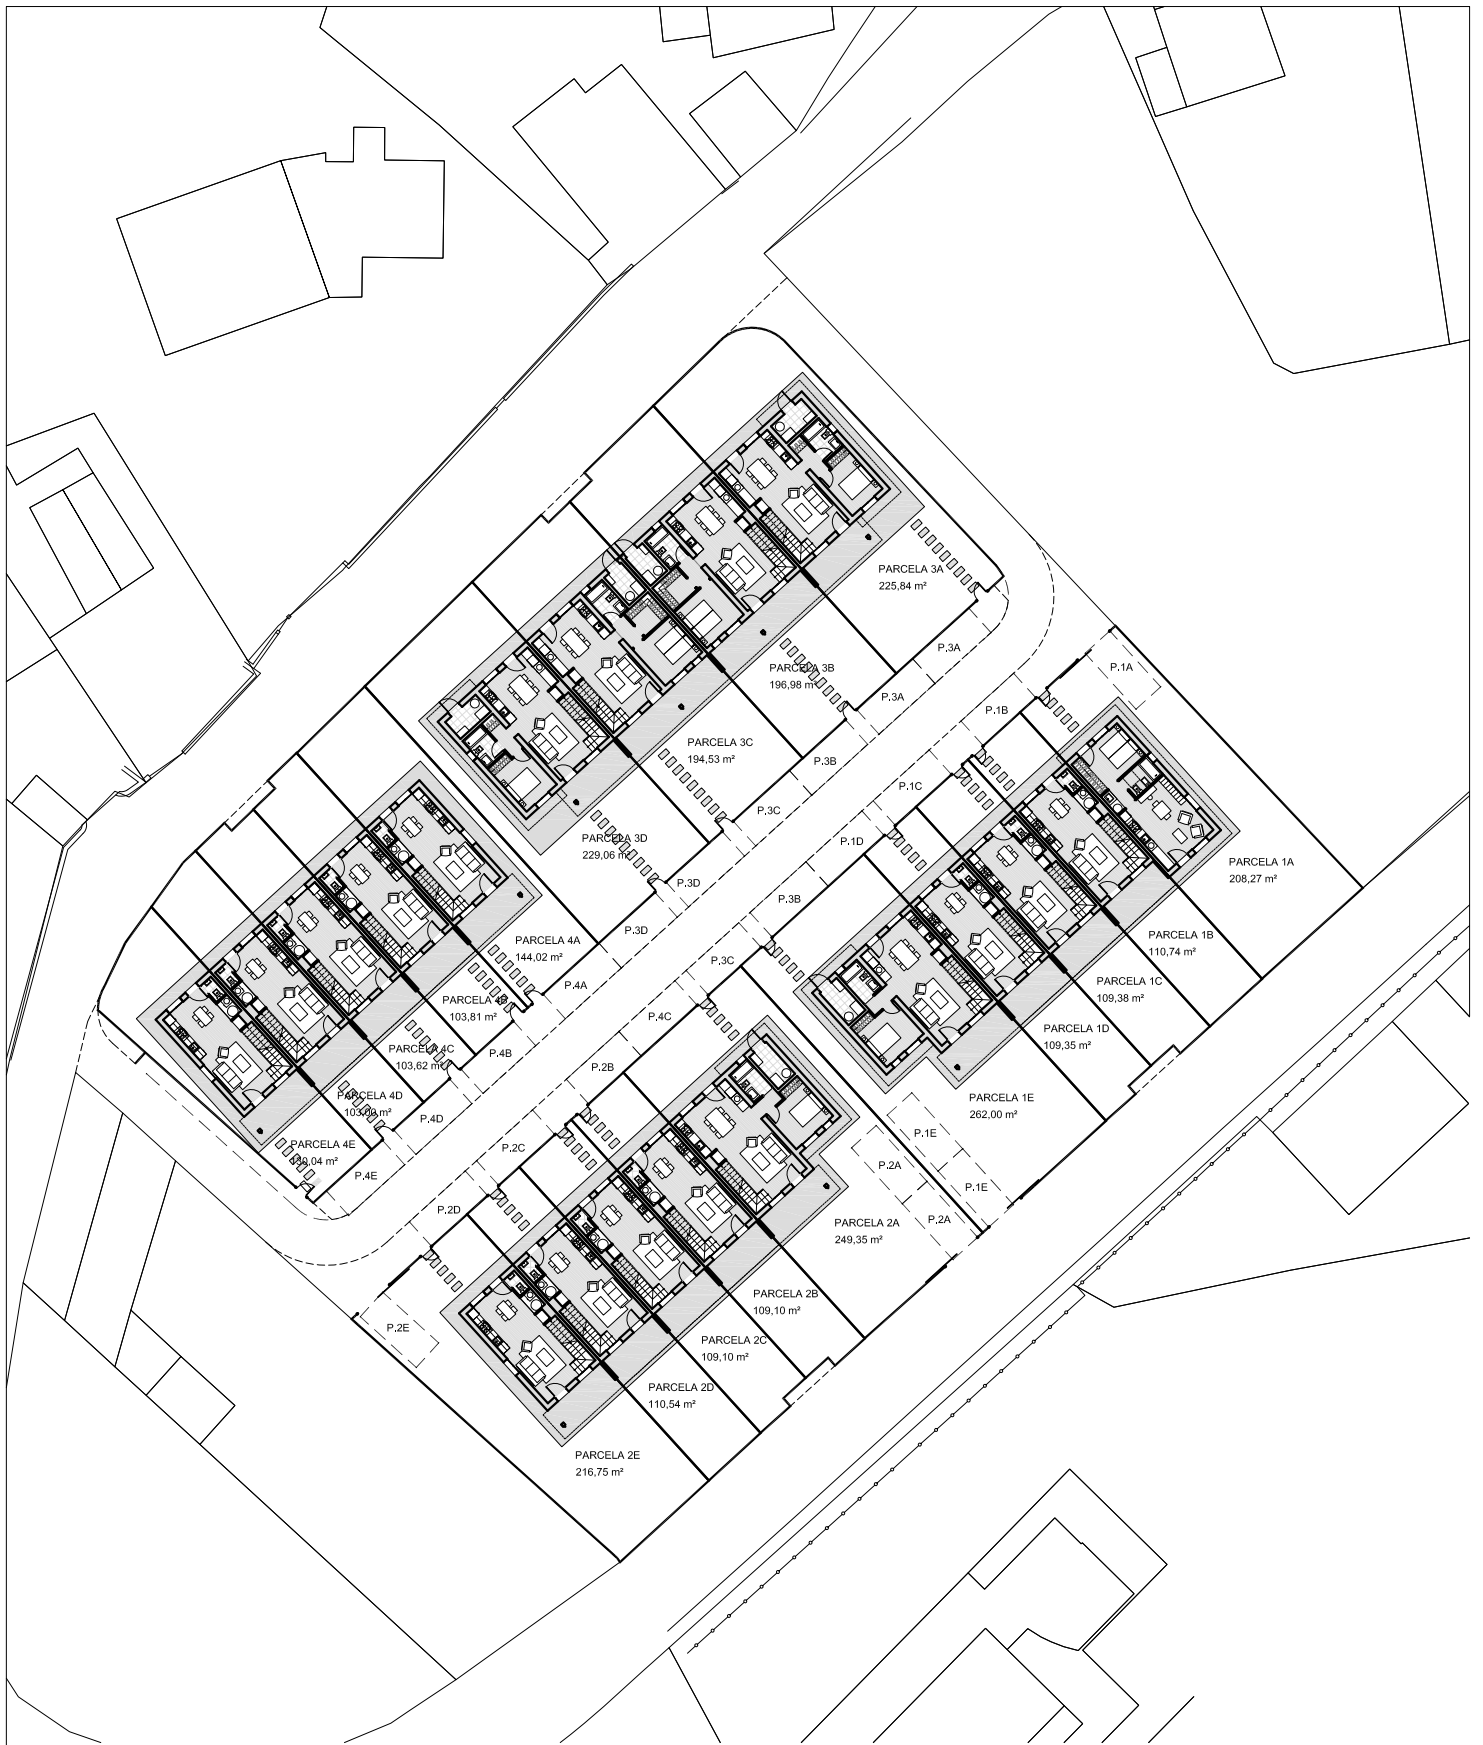 PARCELA 3A
225,84 m²
P.3A
PARCELA 3B
196,98 m²
P.1A
P.3A
P.1B
PARCELA 3C
194,53 m²
P.3B
P.1C
P.3C
PARCELA 3D
229,06 m²
P.1D
PARCELA 1A
208,27 m²
P.3D
P.3B
P.3D
PARCELA 1B
110,74 m²
PARCELA 4A
144,02 m²
P.3C
P.4A
PARCELA 1C
109,38 m²
103,81 m²
P.4C
PARCELA 1D
109,35 m²
PARCELA 4C
103,62 m²
P.4B
P.2B
PARCELA 4D
103,00 m²
PARCELA 1E
262,00 m²
P.4D
P.1E
PARCELA 4E
P.2C
P.2A
P.4E
P.1E
P.2D
P.2A
PARCELA 2A
249,35 m²
PARCELA 2B
109,10 m²
P.2E
PARCELA 2C
109,10 m²
PARCELA 2D
110,54 m²
PARCELA 2E
216,75 m²